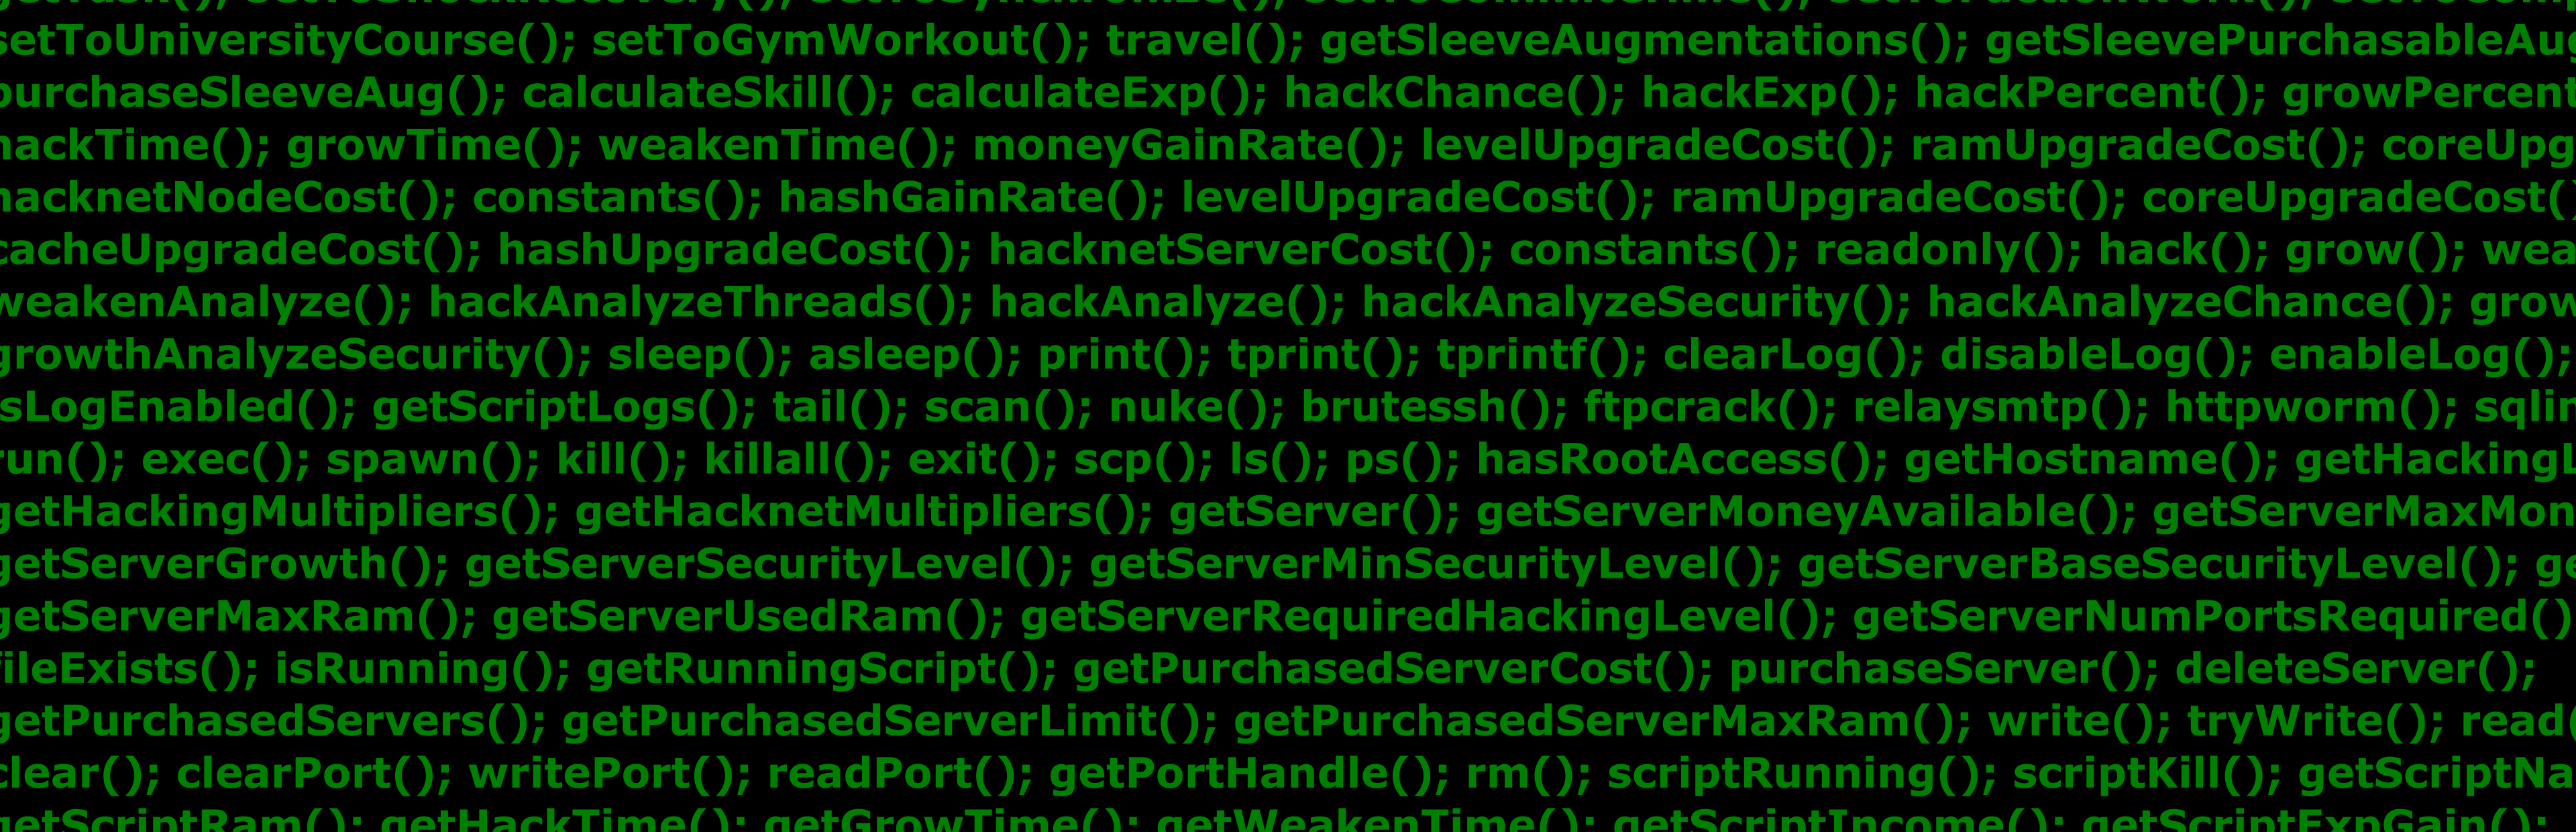 setToUniversityCourse(); setToGymWorkout(); travel(); getSleeveAugmentations(); getSleevePurchasableAug
purchaseSleeveAug(); calculateSkill(); calculateExp(); hackChance(); hackExp(); hackPercent(); growPercent
hackTime(); growTime(); weakenTime(); moneyGainRate(); levelUpgradeCost(); ramUpgradeCost(); coreUpg
hacknetNodeCost(); constants(); hashGainRate(); levelUpgradeCost(); ramUpgradeCost(); coreUpgradeCost()
cacheUpgradeCost(); hashUpgradeCost(); hacknetServerCost(); constants(); readonly(); hack(); grow(); wea
weakenAnalyze(); hackAnalyzeThreads(); hackAnalyze(); hackAnalyzeSecurity(); hackAnalyzeChance(); grow
growthAnalyzeSecurity(); sleep(); asleep(); print(); tprint(); tprintf(); clearLog(); disableLog(); enableLog();
sLogEnabled(); getScriptLogs(); tail(); scan(); nuke(); brutessh(); ftpcrack(); relaysmtp(); httpworm(); sqlin
run(); exec(); spawn(); kill(); killall(); exit(); scp(); ls(); ps(); hasRootAccess(); getHostname(); getHackingL
getHackingMultipliers(); getHacknetMultipliers(); getServer(); getServerMoneyAvailable(); getServerMaxMon
getServerGrowth(); getServerSecurityLevel(); getServerMinSecurityLevel(); getServerBaseSecurityLevel(); ge
getServerMaxRam(); getServerUsedRam(); getServerRequiredHackingLevel(); getServerNumPortsRequired()
fileExists(); isRunning(); getRunningScript(); getPurchasedServerCost(); purchaseServer(); deleteServer();
getPurchasedServers(); getPurchasedServerLimit(); getPurchasedServerMaxRam(); write(); tryWrite(); read(
clear(); clearPort(); writePort(); readPort(); getPortHandle(); rm(); scriptRunning(); scriptKill(); getScriptNa
getScriptRam(); getHackTime(); getGrowTime(); getWeakenTime(); getScriptIncome(); getScriptExpGain();